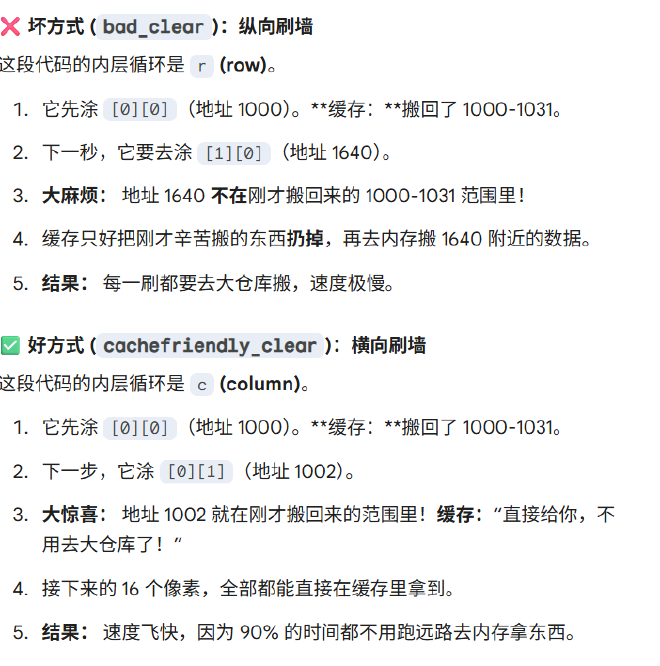 ❌ 坏方式 (bad_clear)：纵向刷墙
这段代码的内层循环是 r (row)。
1. 它先涂 [0][0]（地址 1000）。**缓存：**搬回了 1000-1031。
2. 下一秒，它要去涂 [1][0]（地址 1640）。
3. 大麻烦： 地址 1640 不在刚才搬回来的 1000-1031 范围里！
4. 缓存只好把刚才辛苦搬的东西扔掉，再去内存搬 1640 附近的数据。
5. 结果： 每一刷都要去大仓库搬，速度极慢。
✅ 好方式 (cachefriendly_clear)：横向刷墙
这段代码的内层循环是 c (column)。
1. 它先涂 [0][0]（地址 1000）。**缓存：**搬回了 1000-1031。
2. 下一步，它涂 [0][1]（地址 1002）。
3. 大惊喜： 地址 1002 就在刚才搬回来的范围里！缓存：“直接给你，不
用去大仓库了！“
4. 接下来的 16 个像素，全部都能直接在缓存里拿到。
5. 结果： 速度飞快，因为 90% 的时间都不用跑远路去内存拿东西。